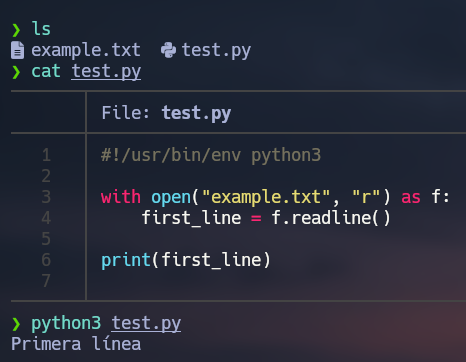 ❯ ls
example.txt  test.py
❯ cat test.py
File: test.py
1 #!/usr/bin/env python3
2
3 with open("example.txt", "r") as f:
4     first_line = f.readline()
5
6 print(first_line)
7
❯ python3 test.py
Primera línea